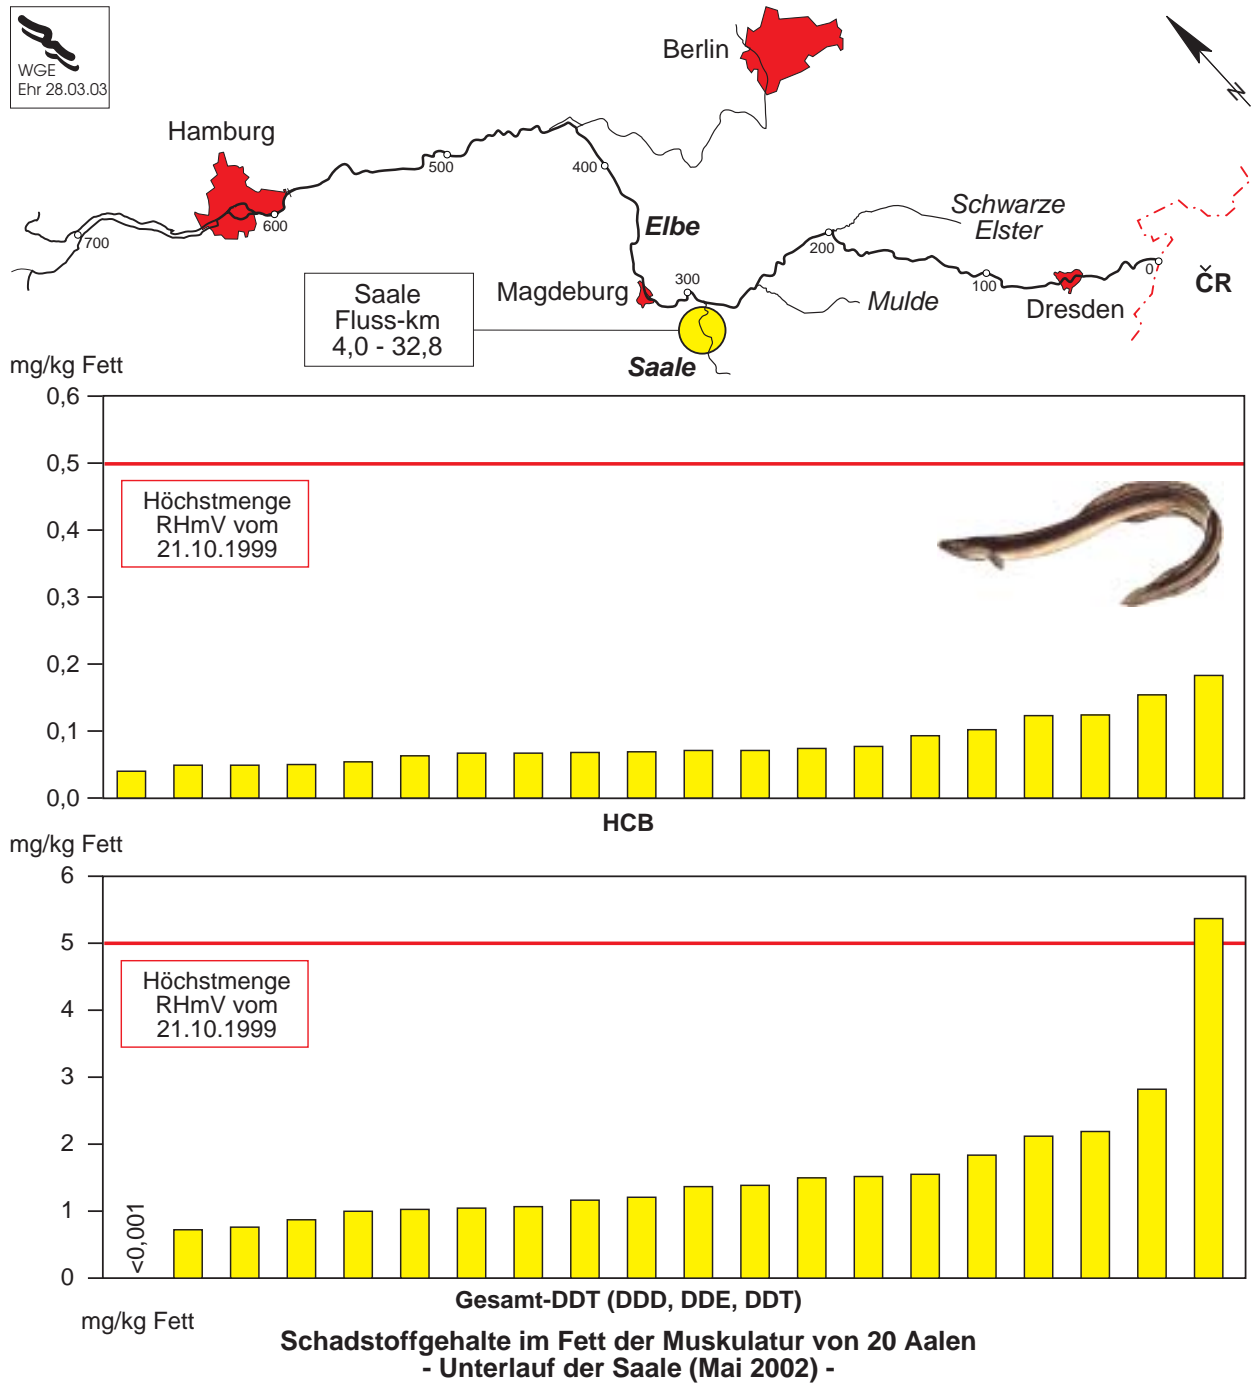 WGE
Ehr 28.03.03
Berlin
Hamburg
500
400
Schwarze
Elster
Elbe
600
700
200
0
ČR
Saale
Fluss-km
4,0 - 32,8
Magdeburg
300
Mulde
100
Dresden
Saale
N
mg/kg Fett
0,6
0,5
Höchstmenge
RHmV vom
21.10.1999
0,4
0,3
0,2
0,1
0,0
HCB
mg/kg Fett
6
5
Höchstmenge
RHmV vom
21.10.1999
4
3
2
1
<0,001
0
Gesamt-DDT (DDD, DDE, DDT)
mg/kg Fett
Schadstoffgehalte im Fett der Muskulatur von 20 Aalen
- Unterlauf der Saale (Mai 2002) -